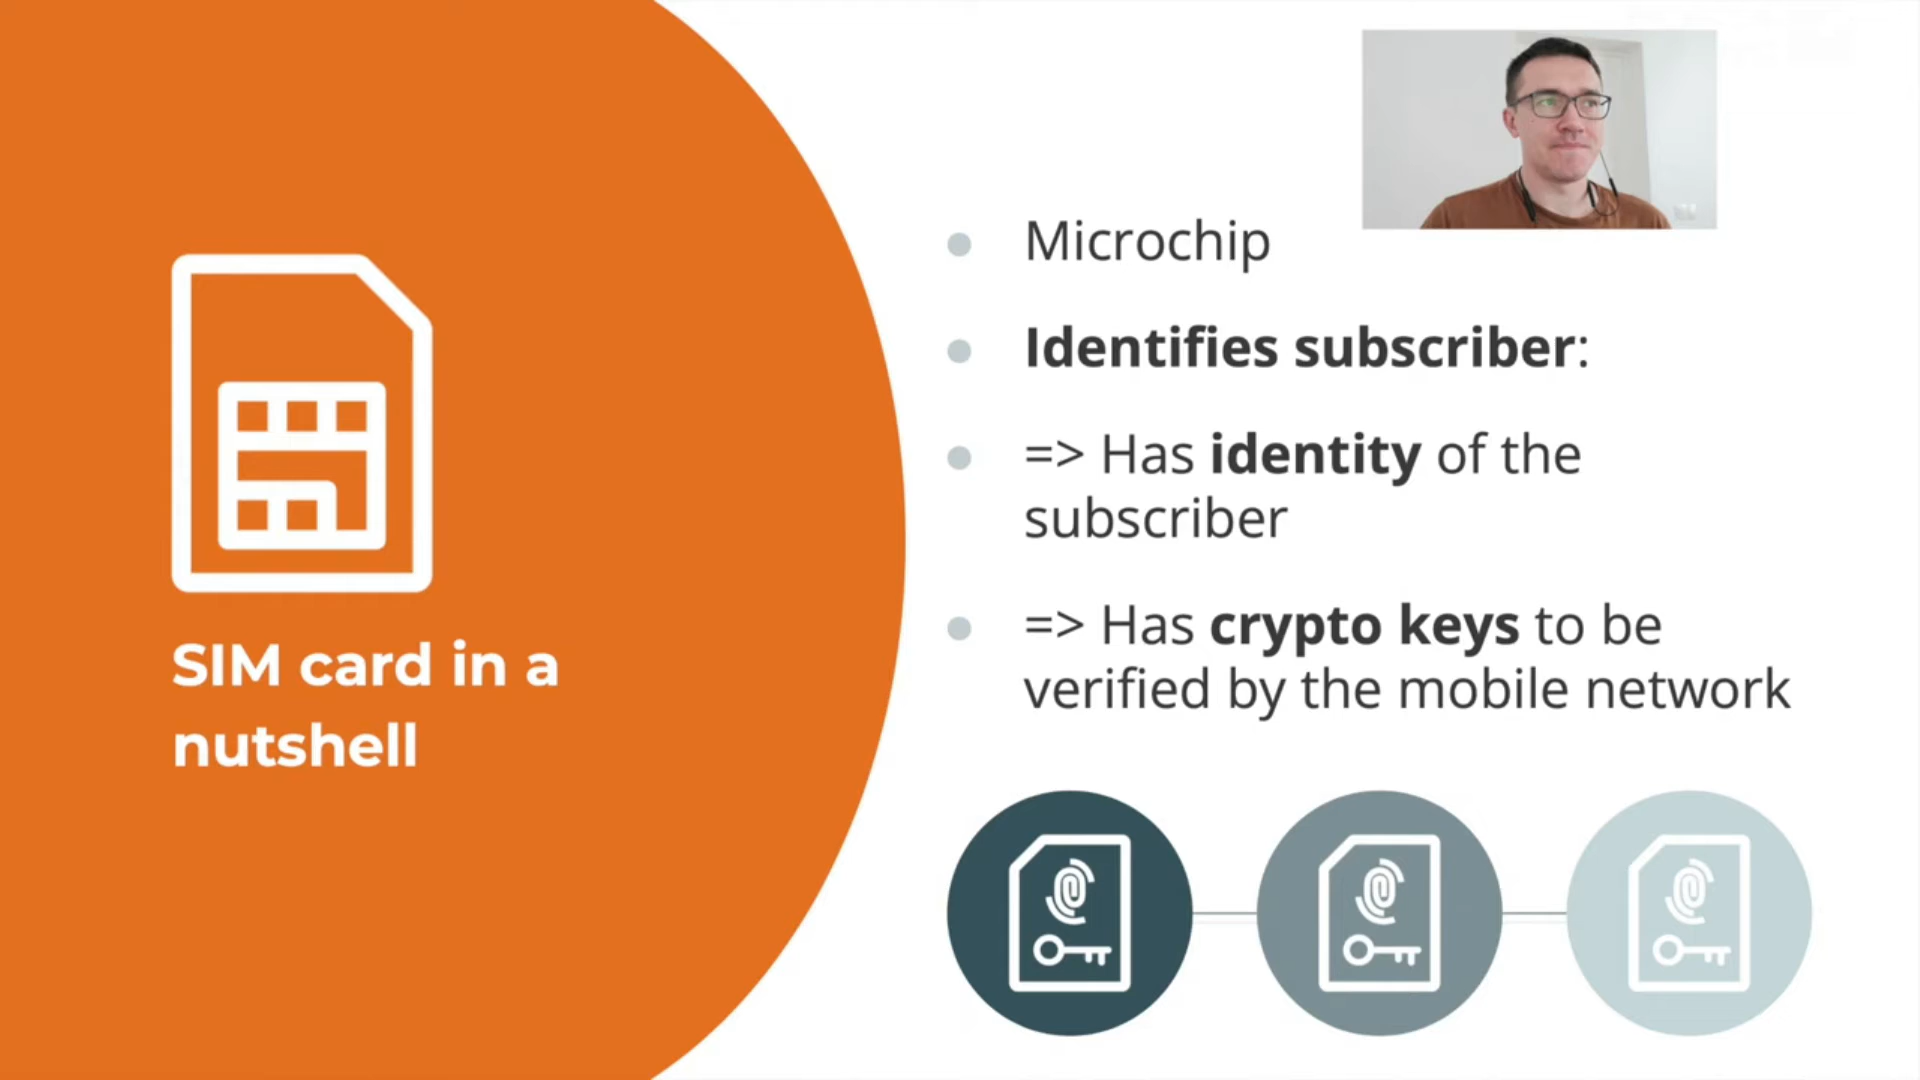 SIM card in a
nutshell
Microchip
Identifies subscriber:
=> Has identity of the
subscriber
=> Has crypto keys to be
verified by the mobile network